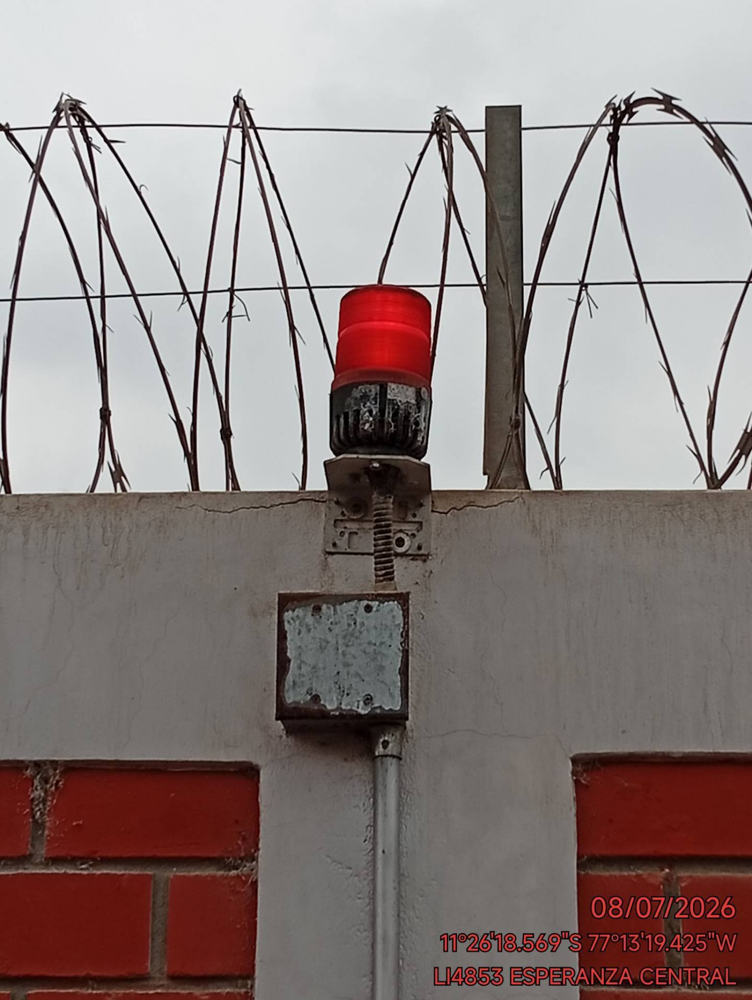 08/07/2026
11°26'18.569"S 77°13'19.425"W
LI4853 ESPERANZA CENTRAL